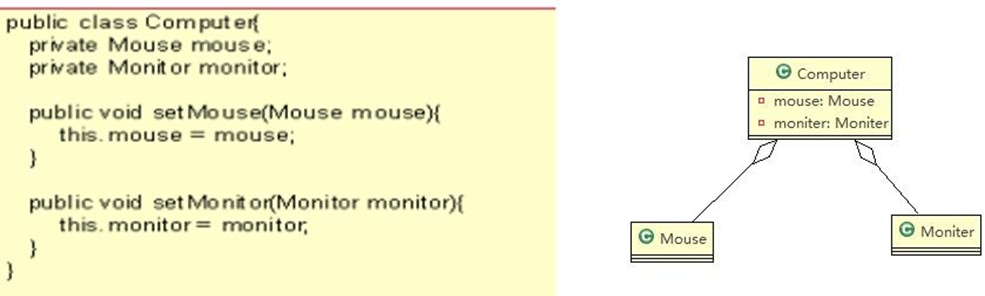 public class Computer{
private Mouse mouse;
private Monitor monitor;
public void setMouse(Mouse mouse){
this.mouse = mouse;
}
public void setMonitor(Monitor monitor){
this.monitor = monitor;
}
}
C Computer
mouse: Mouse
moniter: Moniter
C Mouse
C Moniter